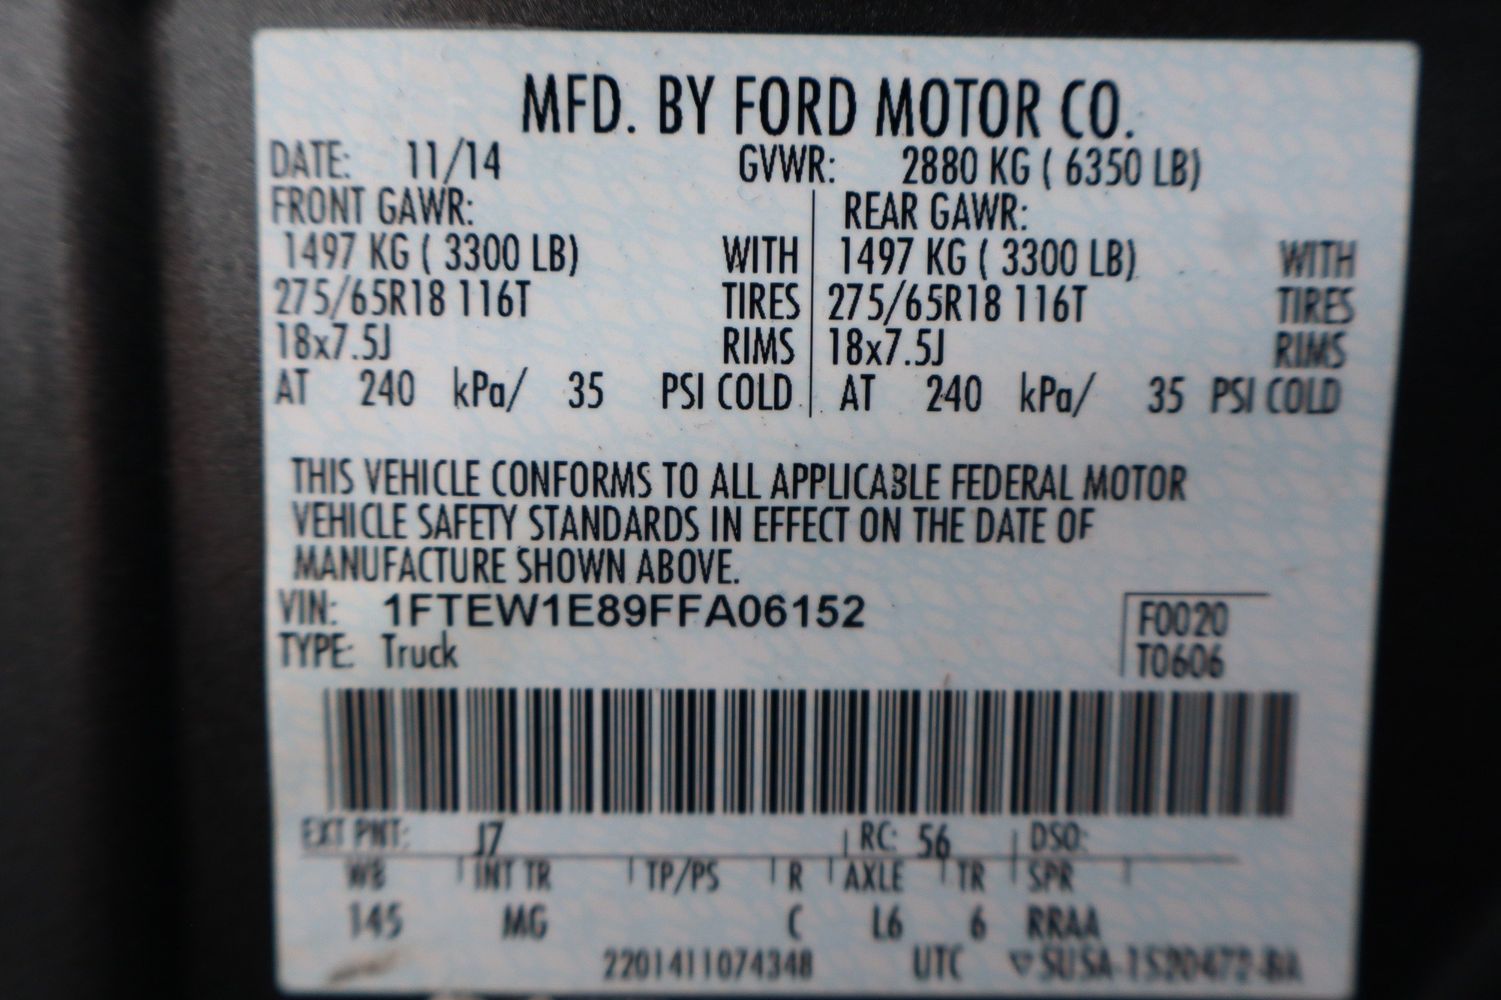 MFD. BY FORD MOTOR CO.
DATE: 11/14 GVWR: 2880 KG ( 6350 LB)
FRONT GAWR: REAR GAWR:
1497 KG ( 3300 LB) WITH 1497 KG ( 3300 LB) WITH
275/65R18 116T TIRES 275/65R18 116T TIRES
18x7.5J RIMS 18x7.5J RIMS
AT 240 kPa/ 35 PSI COLD AT 240 kPa/ 35 PSI COLD
THIS VEHICLE CONFORMS TO ALL APPLICABLE FEDERAL MOTOR
VEHICLE SAFETY STANDARDS IN EFFECT ON THE DATE OF
MANUFACTURE SHOWN ABOVE.
VIN: 1FTEW1E89FFA06152 F0020
TYPE: Truck T0606
EXT PNT: J7 RC: 56 DSO:
WB INT TR TP/PS R AXLE TR SPR
145 MG C L6 6 RRAA
2201411074348 UTC